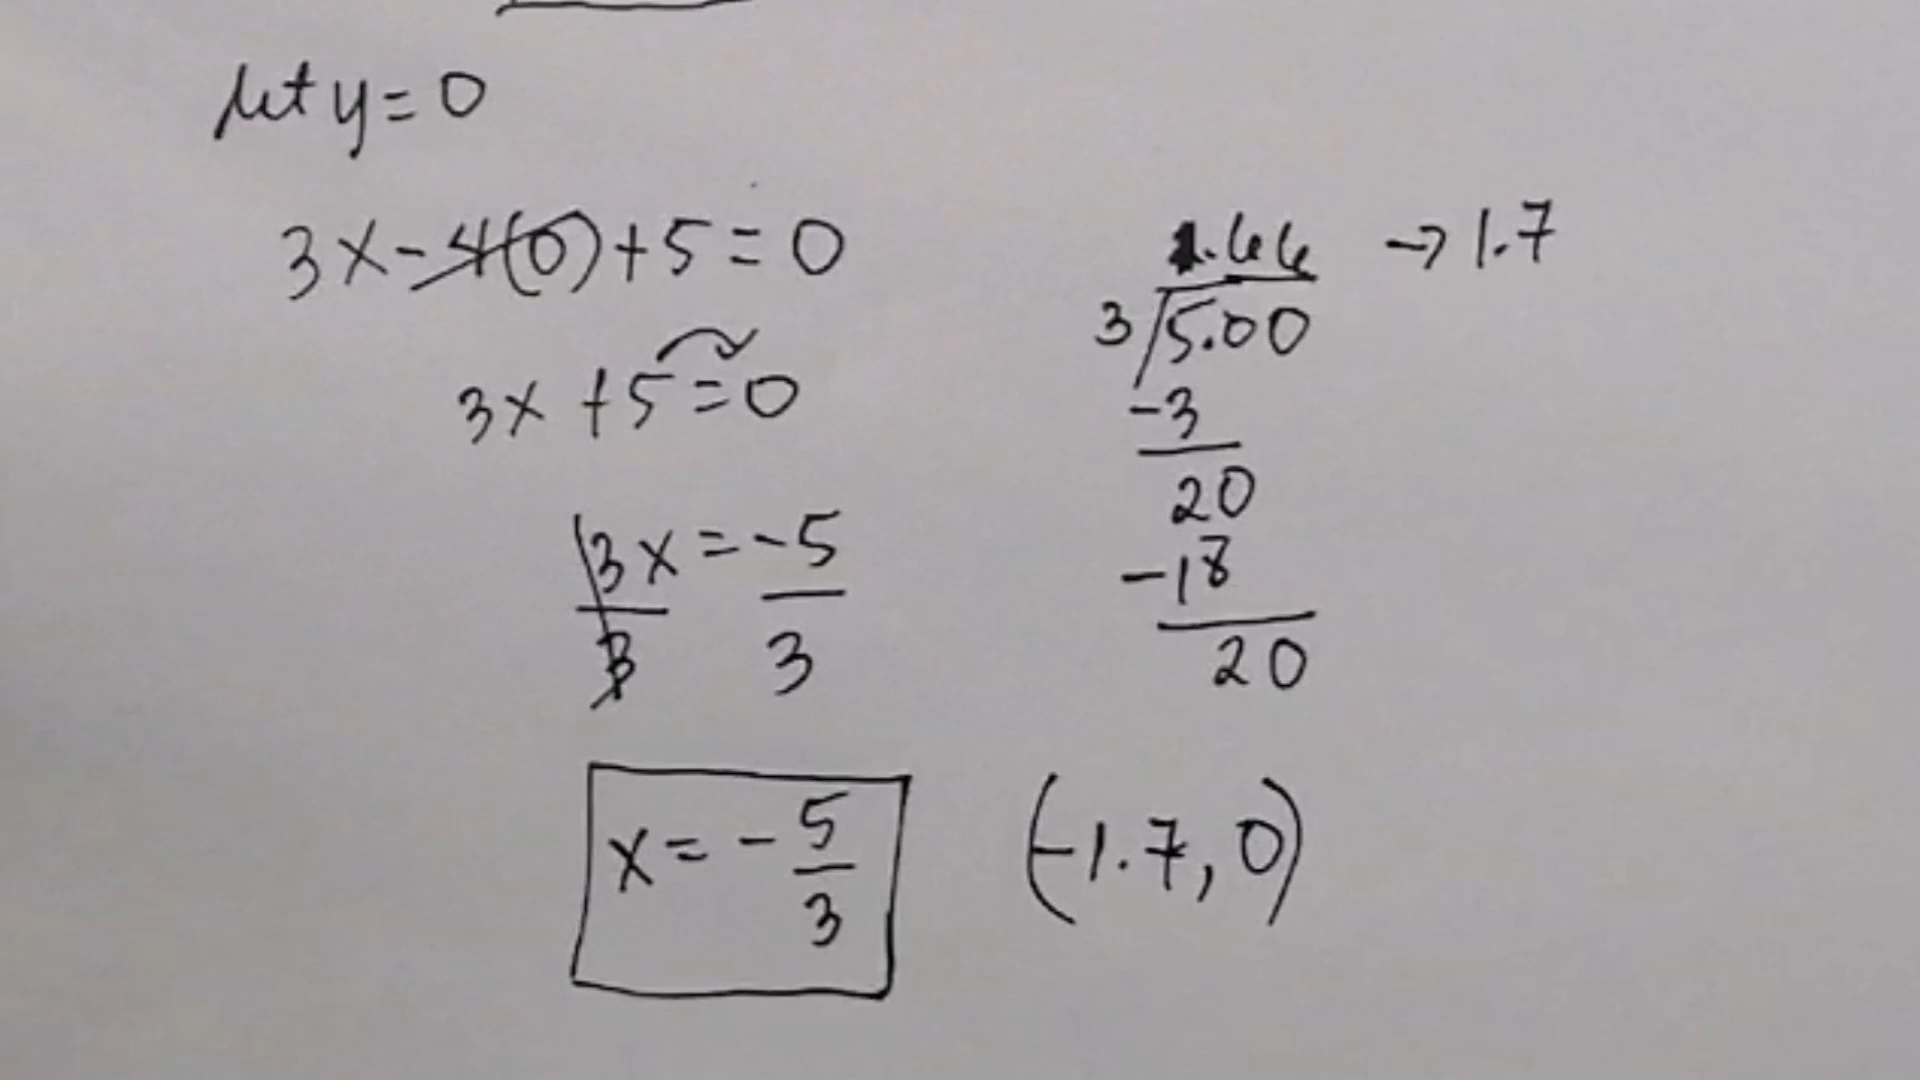 let y=0
3x-4(0)+5=0
3x+5=0
3x=-5
3 3
x=-5
3
1.66 → 1.7
3 5.00
-3
20
-18
20
(-1.7,0)